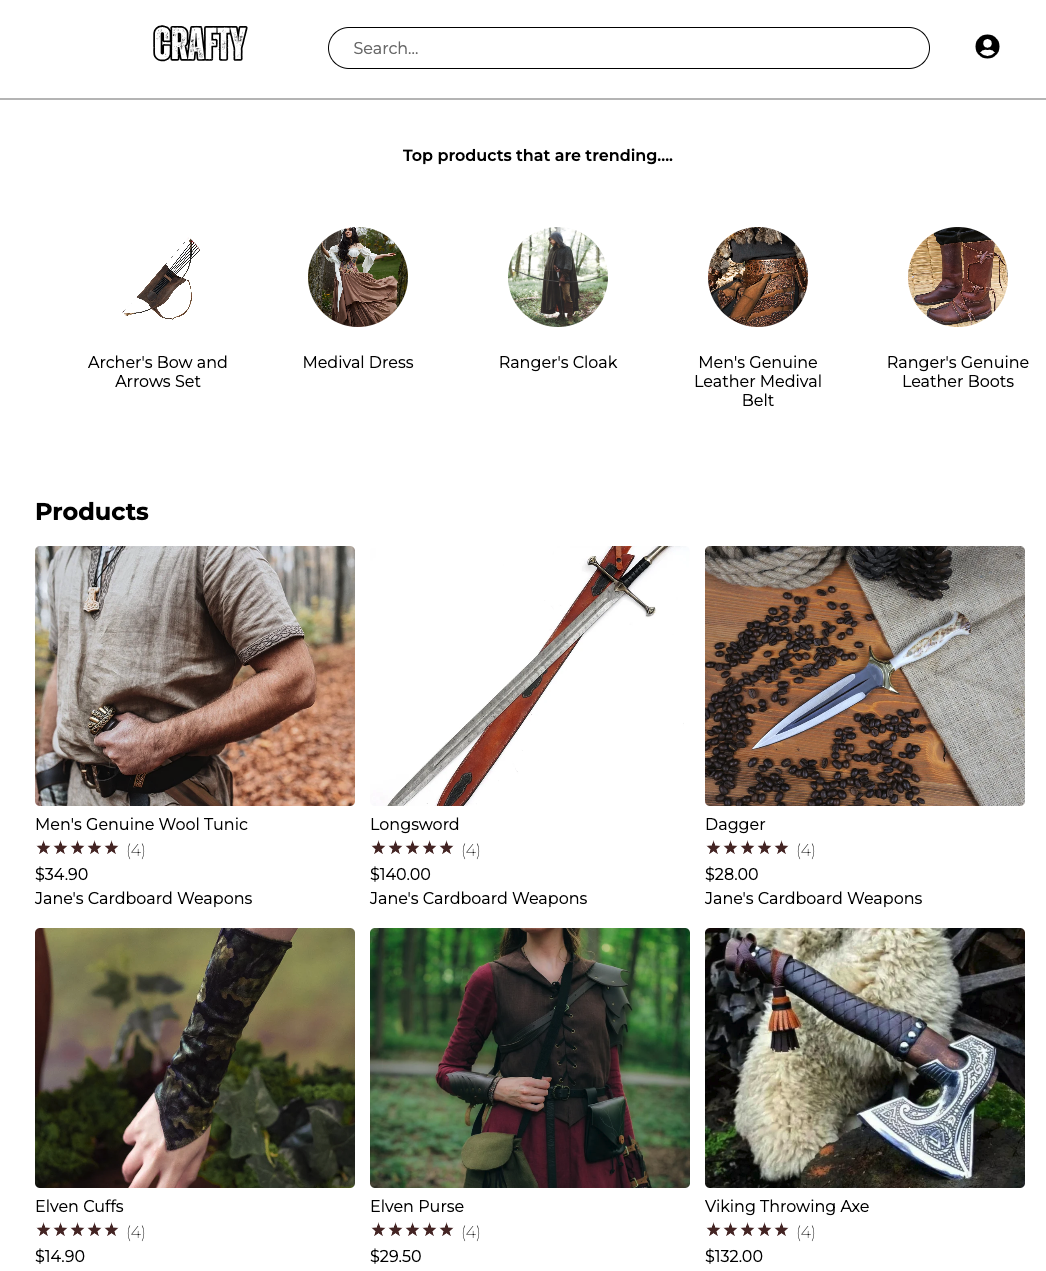 CRAFTY
Search...
Top products that are trending....
Archer's Bow and
Arrows Set
Medival Dress
Ranger's Cloak
Men's Genuine
Leather Medival
Belt
Ranger's Genuine
Leather Boots
Products
Men's Genuine Wool Tunic
(4)
$34.90
Jane's Cardboard Weapons
Longsword
(4)
$140.00
Jane's Cardboard Weapons
Dagger
(4)
$28.00
Jane's Cardboard Weapons
Elven Cuffs
(4)
$14.90
Elven Purse
(4)
$29.50
Viking Throwing Axe
(4)
$132.00